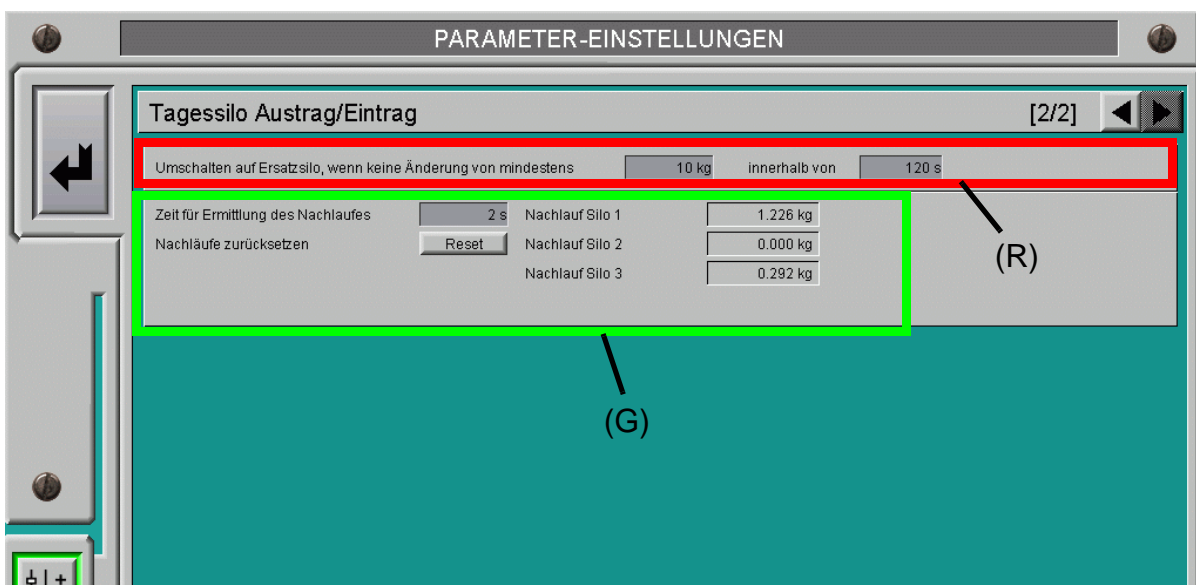 PARAMETER-EINSTELLUNGEN
Tagessilo Austrag/Eintrag [2/2]
Umschalten auf Ersatzsilo, wenn keine Änderung von mindestens 10 kg innerhalb von 120 s
Zeit für Ermittlung des Nachlaufes 2 s Nachlauf Silo 1 1.226 kg
Nachläufe zurücksetzen Reset Nachlauf Silo 2 0.000 kg
Nachlauf Silo 3 0.292 kg
(R)
(G)